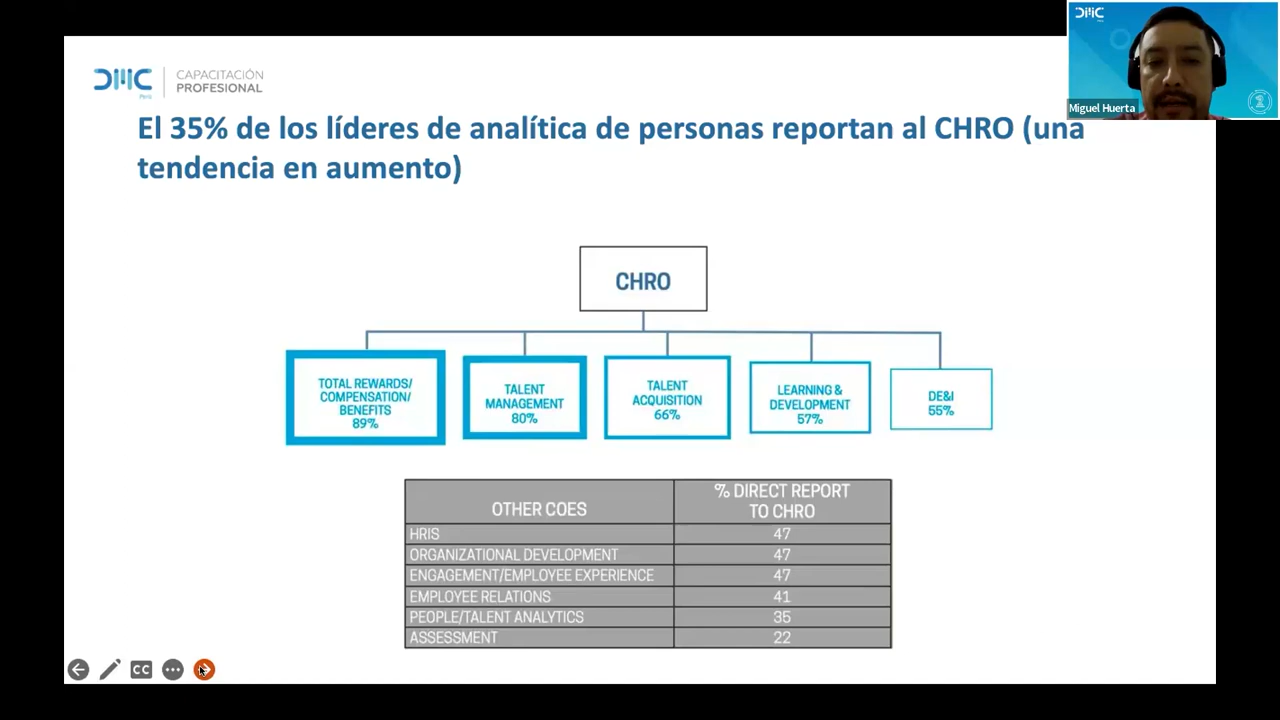 DMC
Perú
CAPACITACIÓN
PROFESIONAL
DMC
Miguel Huerta
El 35% de los líderes de analítica de personas reportan al CHRO (una
tendencia en aumento)
CHRO
TOTAL REWARDS/
COMPENSATION/
BENEFITS
89%
TALENT
MANAGEMENT
80%
TALENT
ACQUISITION
66%
LEARNING &
DEVELOPMENT
57%
DE&I
55%
OTHER COES
% DIRECT REPORT
TO CHRO
HRIS 47
ORGANIZATIONAL DEVELOPMENT 47
ENGAGEMENT/EMPLOYEE EXPERIENCE 47
EMPLOYEE RELATIONS 41
PEOPLE/TALENT ANALYTICS 35
ASSESSMENT 22
CC